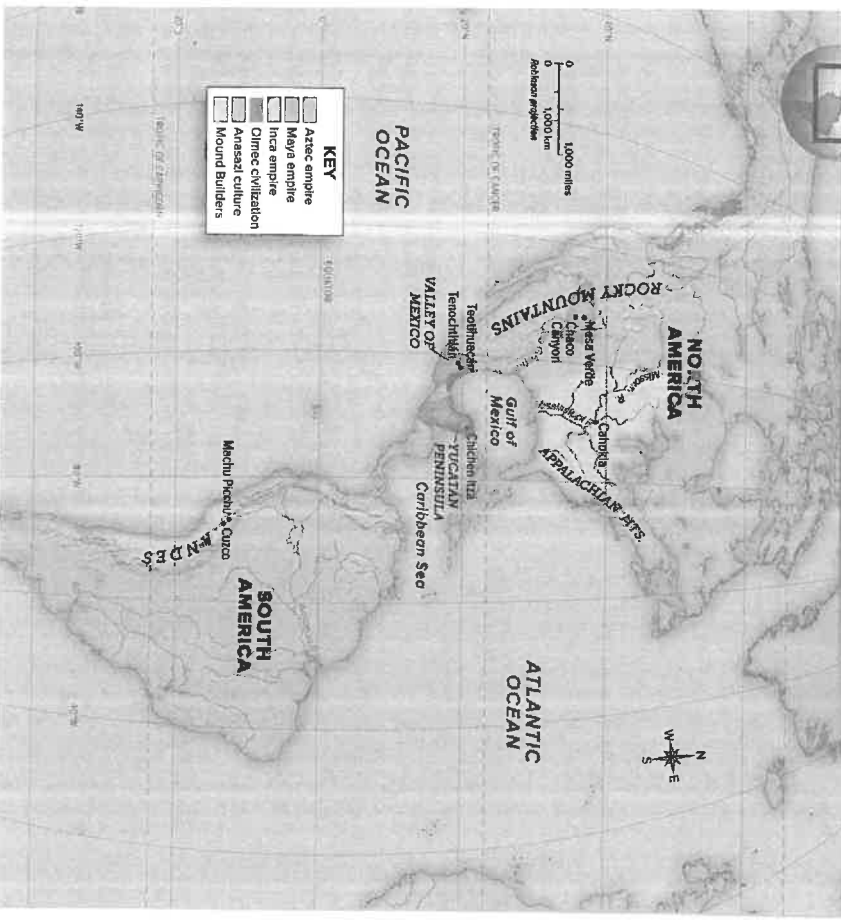 0 1,000 miles
0 1,000 km
Robinson projection
NORTH
AMERICA
ROCKY MOUNTAINS
Mesa Verde
Chaco
Canyon
Cahokia
APPALACHIAN MTS.
ATLANTIC
OCEAN
N
W E
S
TROPIC OF CANCER
Gulf of
Mexico
Teotihuacán
Tenochtitlán
VALLEY OF
MEXICO
Chichen Itzá
YUCATÁN
PENINSULA
Caribbean Sea
PACIFIC
OCEAN
EQUATOR
KEY
Aztec empire
Maya empire
Inca empire
Olmec civilization
Anasazi culture
Mound Builders
SOUTH
AMERICA
Machu Picchu
Cuzco
ANDES
TROPIC OF CAPRICORN